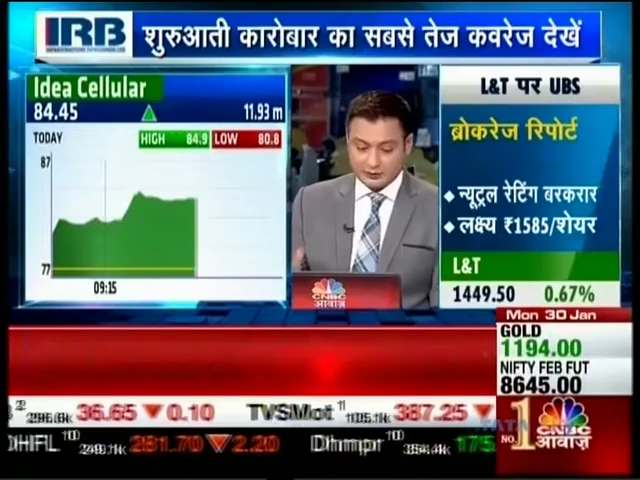 IRB
शुरुआती कारोबार का सबसे तेज कवरेज देखें
Idea Cellular
84.45 ▲ 11.93 m
TODAY HIGH 84.9 LOW 80.8
87
77
09:15
L&T पर UBS
ब्रोकरेज रिपोर्ट
◆ न्यूट्रल रेटिंग बरकरार
◆ लक्ष्य ₹1585/शेयर
L&T
1449.50 0.67%
CNBC
आवाज़
Mon 30 Jan
GOLD
1194.00
NIFTY FEB FUT
8645.00
36.65 ▼ 0.10 TVSMot 387.25 ▼
DHFL 281.70 ▼ 2.20
NO. 1 CNBC
आवाज़